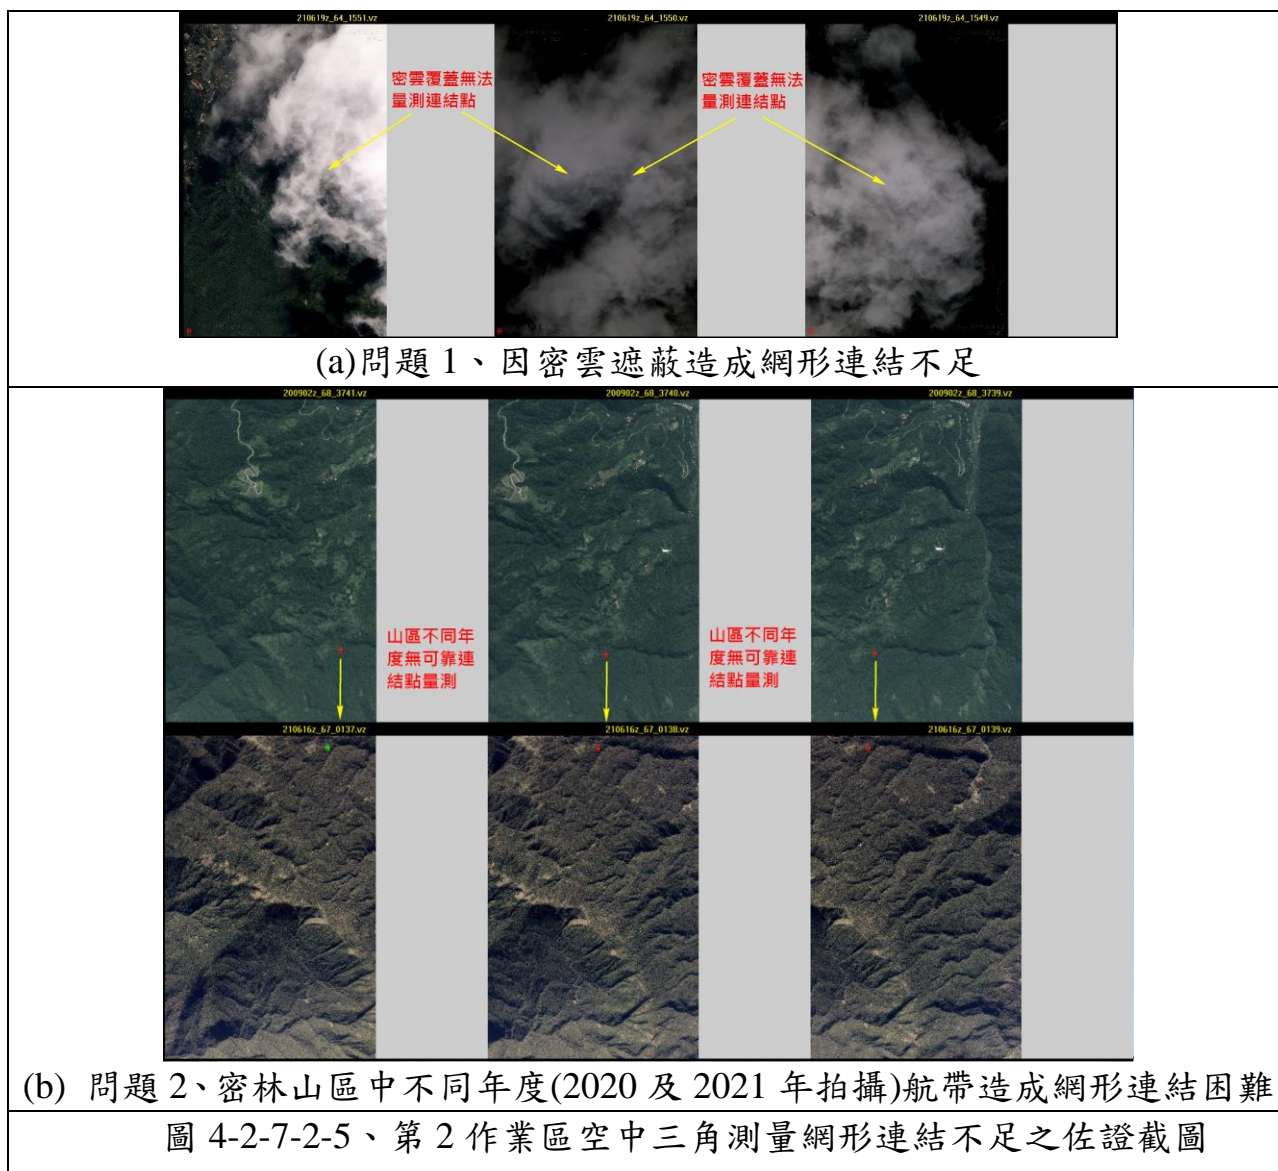 210619z_64_1551.vz 210619z_64_1550.vz 210619z_64_1549.vz
密雲覆蓋無法
量測連結點
密雲覆蓋無法
量測連結點
(a)問題 1、因密雲遮蔽造成網形連結不足
200902z_68_3741.vz 200902z_68_3740.vz 200902z_68_3739.vz
山區不同年
度無可靠連
結點量測
山區不同年
度無可靠連
結點量測
210616z_67_0137.vz 210616z_67_0138.vz 210616z_67_0139.vz
(b) 問題 2、密林山區中不同年度(2020 及 2021 年拍攝)航帶造成網形連結困難
圖 4-2-7-2-5、第 2 作業區空中三角測量網形連結不足之佐證截圖